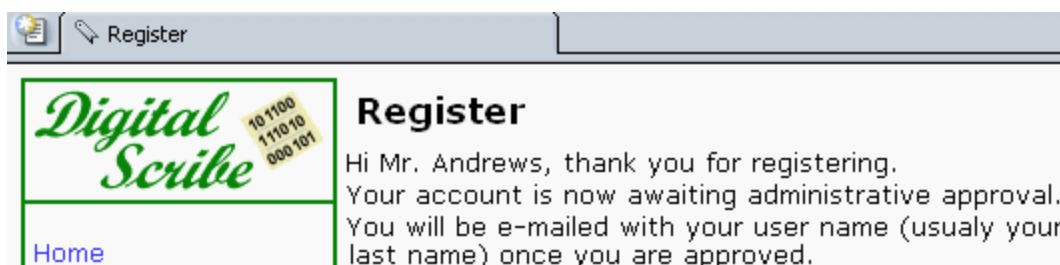 Register
Digital
Scribe
101100
111010
000101
Register
Hi Mr. Andrews, thank you for registering.
Your account is now awaiting administrative approval.
You will be e-mailed with your user name (usualy your
last name) once you are approved.
Home